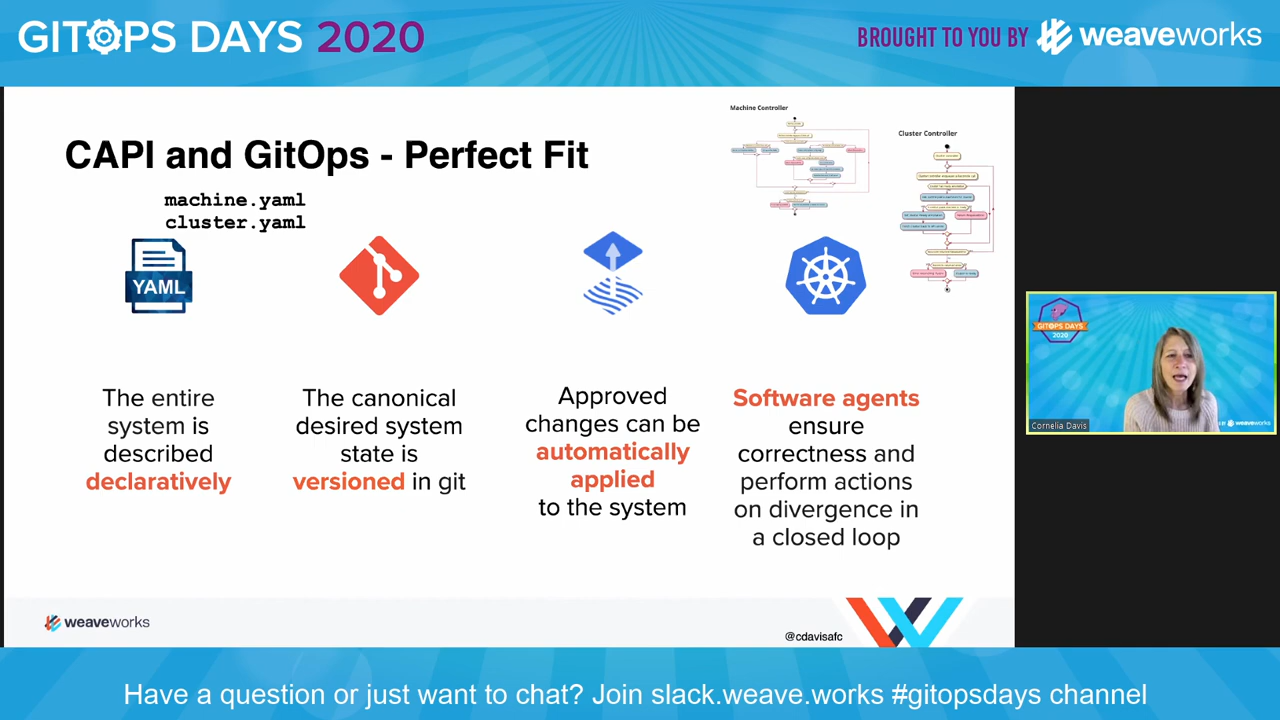 GITOPS DAYS 2020
BROUGHT TO YOU BY weaveworks
CAPI and GitOps - Perfect Fit
machine.yaml
cluster.yaml
Machine Controller
Cluster Controller
YAML
The entire
system is
described
declaratively
The canonical
desired system
state is
versioned in git
Approved
changes can be
automatically
applied
to the system
Software agents
ensure
correctness and
perform actions
on divergence in
a closed loop
GITOPS DAYS
2020
Cornelia Davis
weaveworks
weaveworks
@cdavisafc
Have a question or just want to chat? Join slack.weave.works #gitopsdays channel